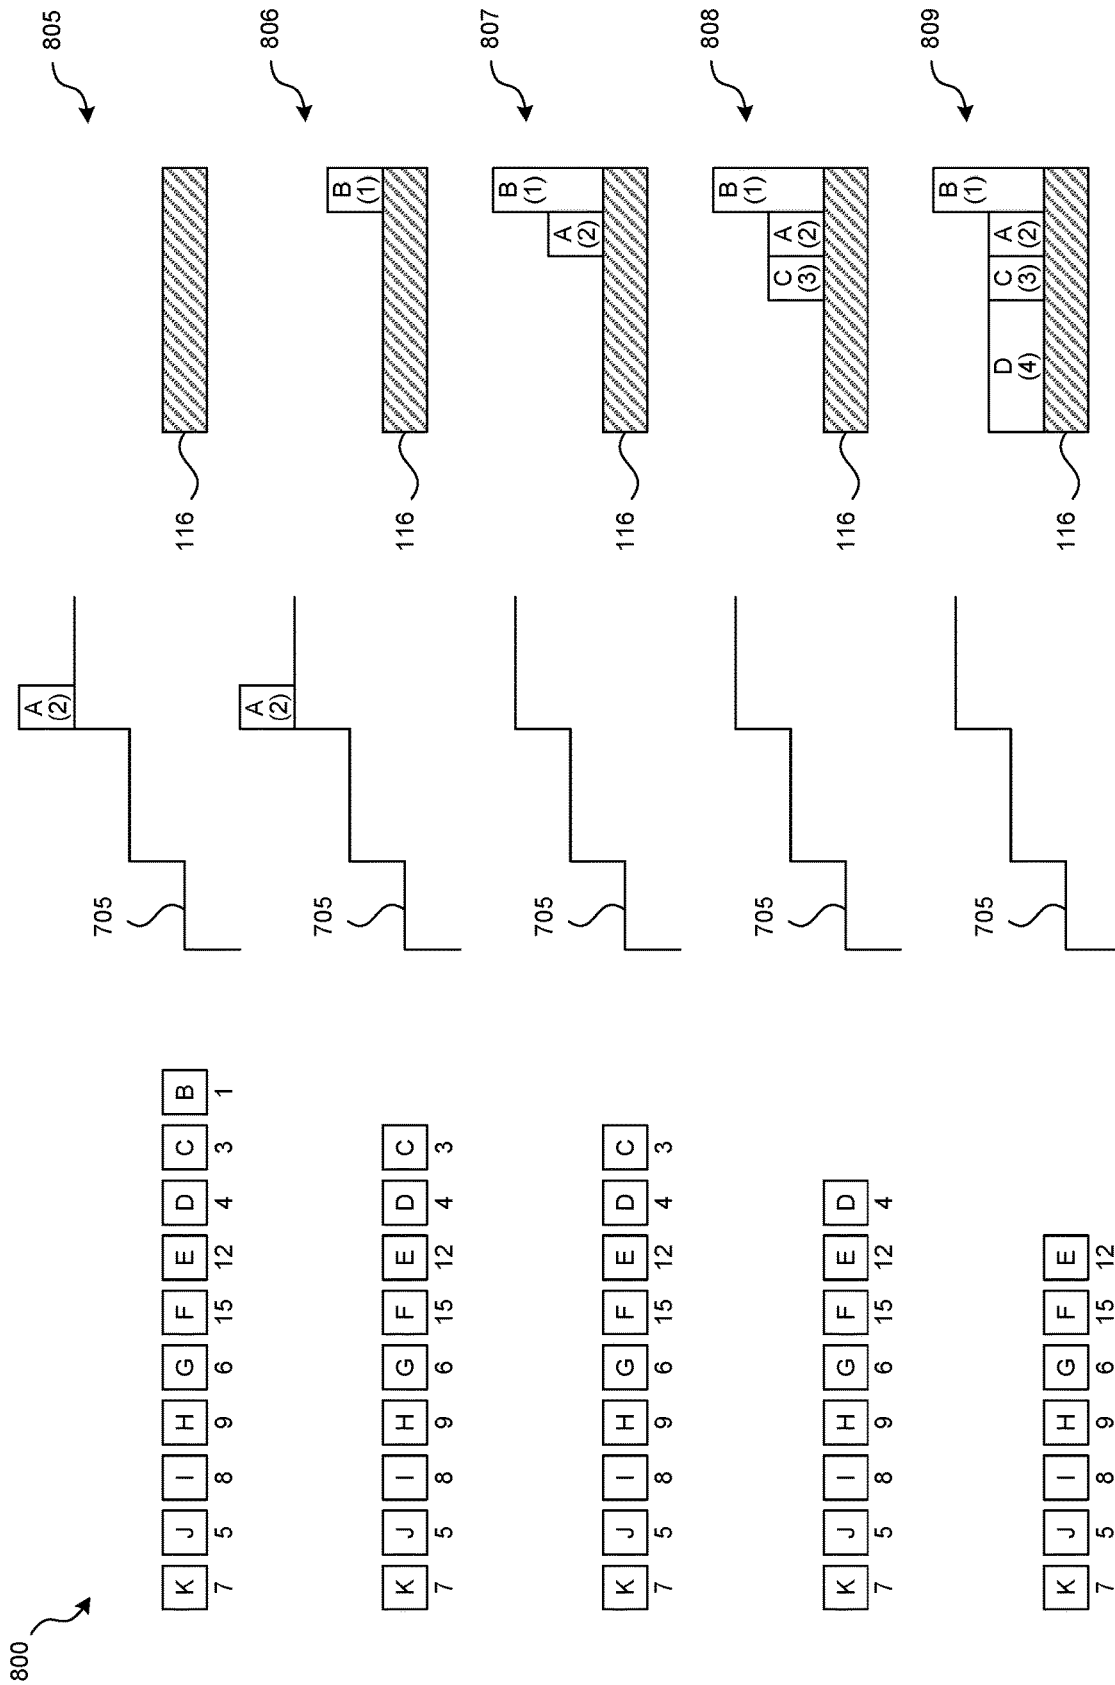 800
A
(2)
805
705
K J I H G F E D C B
7 5 8 9 6 15 12 4 3 1
116
A
(2)
806
705
B
(1)
K J I H G F E D C
7 5 8 9 6 15 12 4 3
116
807
705
B
(1)
A
(2)
K J I H G F E D C
7 5 8 9 6 15 12 4 3
116
808
705
B
(1)
C A
(3) (2)
K J I H G F E D
7 5 8 9 6 15 12 4
116
809
705
B
(1)
D C A
(4) (3) (2)
K J I H G F E
7 5 8 9 6 15 12
116